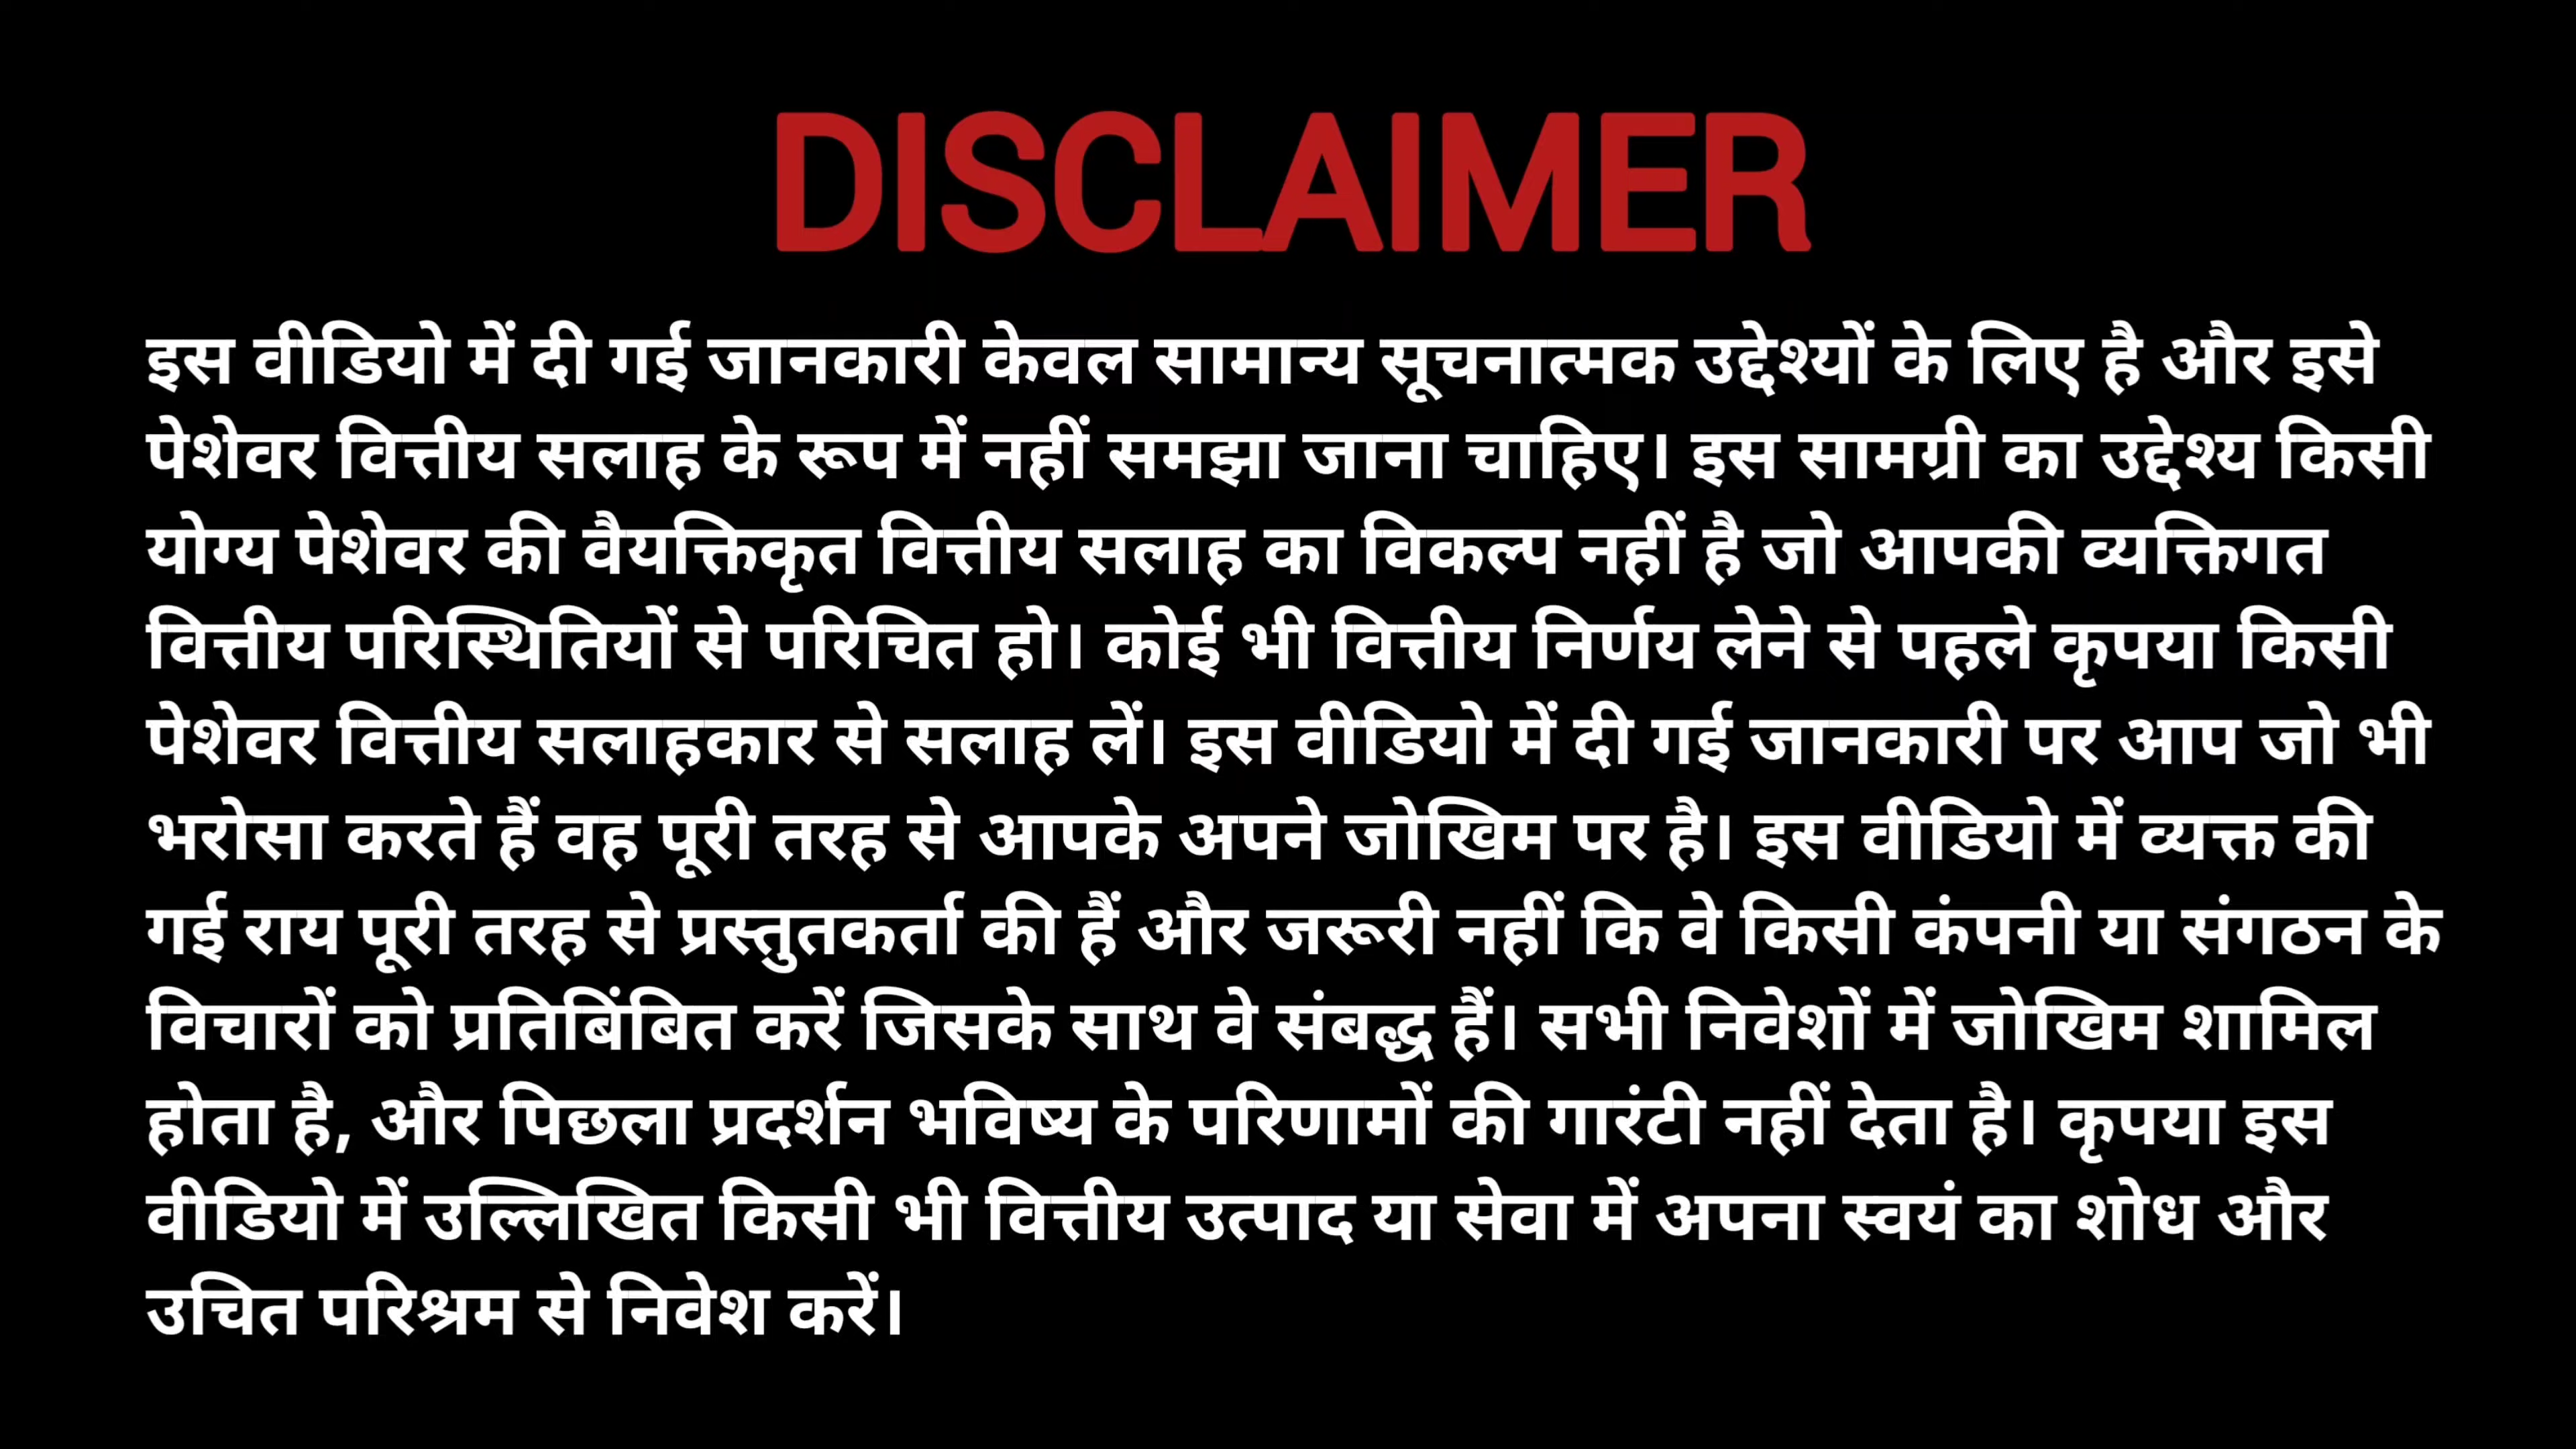 DISCLAIMER
इस वीडियो में दी गई जानकारी केवल सामान्य सूचनात्मक उद्देश्यों के लिए है और इसे
पेशेवर वित्तीय सलाह के रूप में नहीं समझा जाना चाहिए। इस सामग्री का उद्देश्य किसी
योग्य पेशेवर की वैयक्तिकृत वित्तीय सलाह का विकल्प नहीं है जो आपकी व्यक्तिगत
वित्तीय परिस्थितियों से परिचित हो। कोई भी वित्तीय निर्णय लेने से पहले कृपया किसी
पेशेवर वित्तीय सलाहकार से सलाह लें। इस वीडियो में दी गई जानकारी पर आप जो भी
भरोसा करते हैं वह पूरी तरह से आपके अपने जोखिम पर है। इस वीडियो में व्यक्त की
गई राय पूरी तरह से प्रस्तुतकर्ता की हैं और जरूरी नहीं कि वे किसी कंपनी या संगठन के
विचारों को प्रतिबिंबित करें जिसके साथ वे संबद्ध हैं। सभी निवेशों में जोखिम शामिल
होता है, और पिछला प्रदर्शन भविष्य के परिणामों की गारंटी नहीं देता है। कृपया इस
वीडियो में उल्लिखित किसी भी वित्तीय उत्पाद या सेवा में अपना स्वयं का शोध और
उचित परिश्रम से निवेश करें।